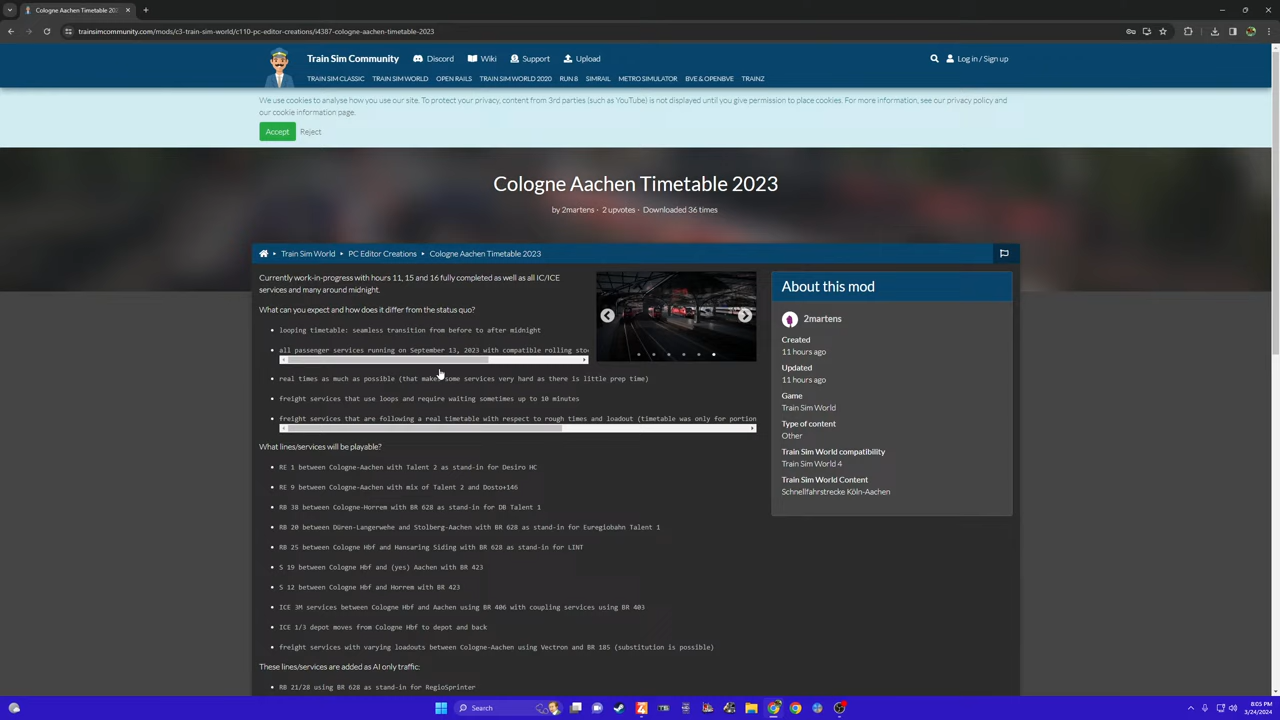 Cologne Aachen Timetable 202
trainsimcommunity.com/mods/c3-train-sim-world/c110-pc-editor-creations/i4387-cologne-aachen-timetable-2023
Train Sim Community
Discord
Wiki
Support
Upload
Log in / Sign up
TRAIN SIM CLASSIC TRAIN SIM WORLD OPEN RAILS TRAIN SIM WORLD 2020 RUN 8 SIMRAIL METRO SIMULATOR BVE & OPENBVE TRAINZ
We use cookies to analyse how you use our site. To protect your privacy, content from 3rd parties (such as YouTube) is not displayed until you give permission to place cookies. For more information, see our privacy policy and
our cookie information page.
Accept Reject
Cologne Aachen Timetable 2023
by 2martens · 2 upvotes · Downloaded 36 times
Train Sim World ▸ PC Editor Creations ▸ Cologne Aachen Timetable 2023
Currently work-in-progress with hours 11, 15 and 16 fully completed as well as all IC/ICE
services and many around midnight.
What can you expect and how does it differ from the status quo?
looping timetable: seamless transition from before to after midnight
all passenger services running on September 13, 2023 with compatible rolling sto
real times as much as possible (that makes some services very hard as there is little prep time)
freight services that use loops and require waiting sometimes up to 10 minutes
freight services that are following a real timetable with respect to rough times and loadout (timetable was only for portion
What lines/services will be playable?
RE 1 between Cologne-Aachen with Talent 2 as stand-in for Desiro HC
RE 9 between Cologne-Aachen with mix of Talent 2 and Dosto+146
RB 38 between Cologne-Horrem with BR 628 as stand-in for DB Talent 1
RB 20 between Düren-Langerwehe and Stolberg-Aachen with BR 628 as stand-in for Euregiobahn Talent 1
RB 25 between Cologne Hbf and Hansaring Siding with BR 628 as stand-in for LINT
S 19 between Cologne Hbf and (yes) Aachen with BR 423
S 12 between Cologne Hbf and Horrem with BR 423
ICE 3M services between Cologne Hbf and Aachen using BR 406 with coupling services using BR 403
ICE 1/3 depot moves from Cologne Hbf to depot and back
freight services with varying loadouts between Cologne-Aachen using Vectron and BR 185 (substitution is possible)
These lines/services are added as AI only traffic:
RB 21/28 using BR 628 as stand-in for RegioSprinter
About this mod
2martens
Created
11 hours ago
Updated
11 hours ago
Game
Train Sim World
Type of content
Other
Train Sim World compatibility
Train Sim World 4
Train Sim World Content
Schnellfahrstrecke Köln-Aachen
Search
8:05 PM
3/24/2024